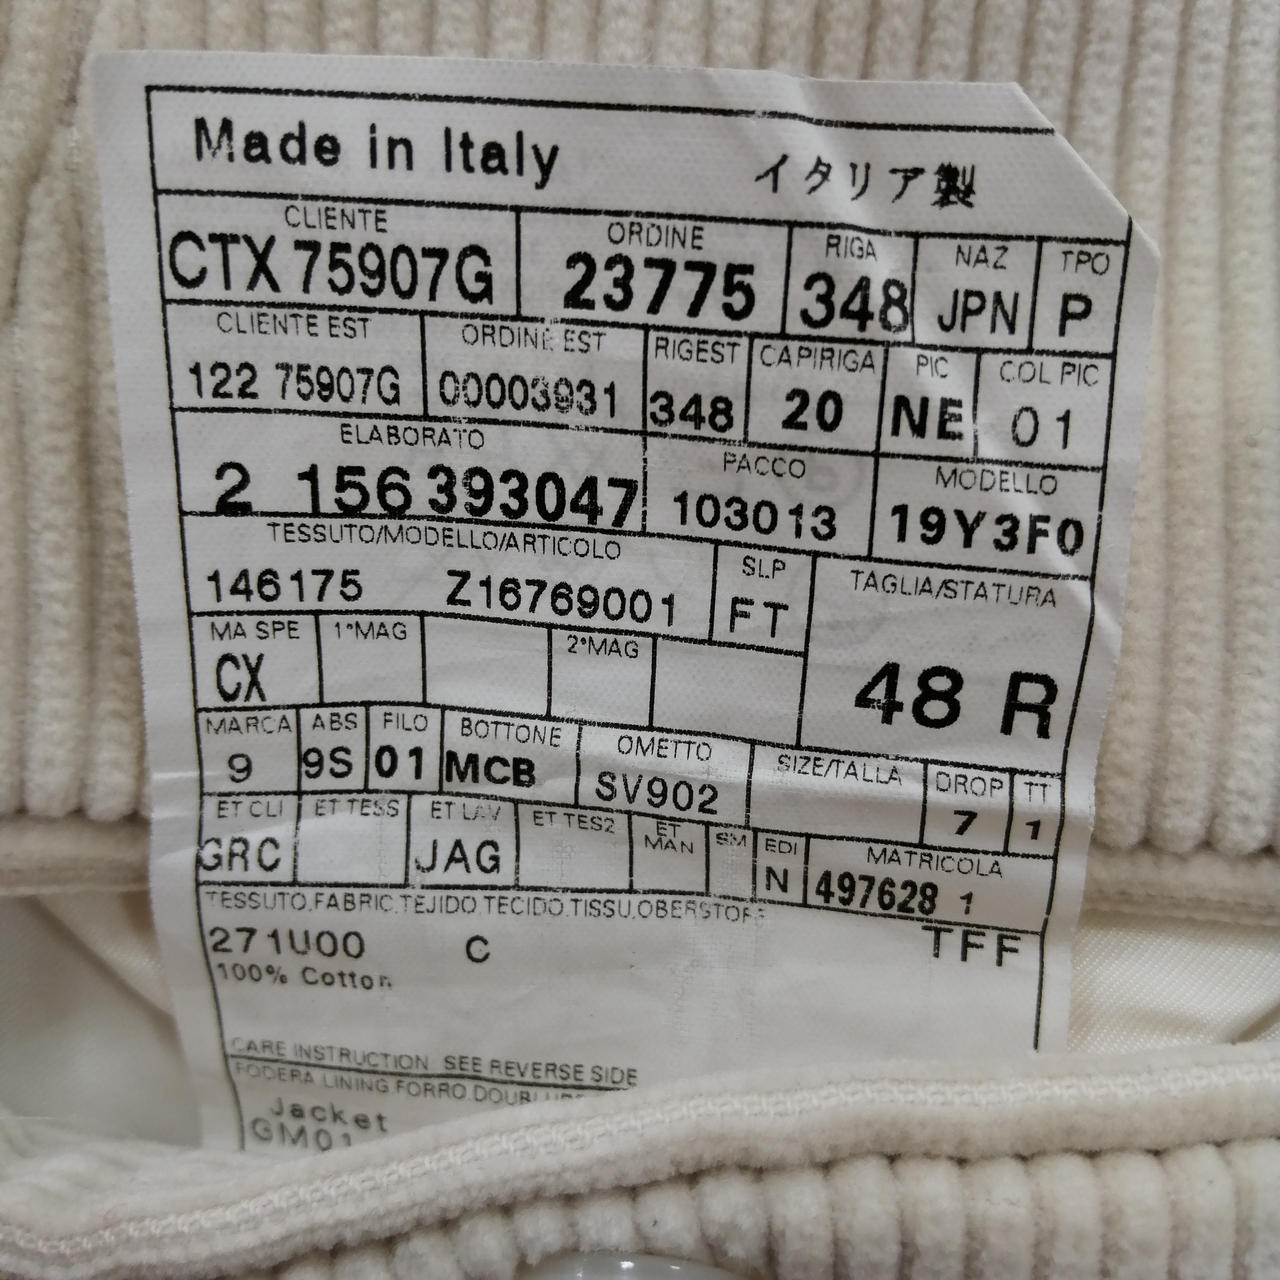 Made in Italy イタリア製
CLIENTE ORDINE RIGA NAZ TPO
CTX 75907G 23775 348 JPN P
CLIENTE EST ORDINE EST RIGEST CAPIRIGA PIC COL PIC
122 75907G 00003931 348 20 NE 01
ELABORATO PACCO MODELLO
2 156 393047 103013 19Y3F0
TESSUTO/MODELLO/ARTICOLO SLP TAGLIA/STATURA
146175 Z16769001 FT 48 R
MA SPE 1°MAG 2°MAG
CX
MARCA ABS FILO BOTTONE OMETTO SIZE/TALLA DROP TT
9 9S 01 MCB SV902 7 1
ET CLI ET TESS ET LAV ET TES2 ET MAN SM EDI MATRICOLA
GRC JAG N 497628 1
TESSUTO.FABRIC.TEJIDO.TECIDO.TISSU.OBERSTOFF
271U00 C TFF
100% Cotton
CARE INSTRUCTION SEE REVERSE SIDE
FODERA LINING.FORRO.DOUBLURE
Jacket
GM01